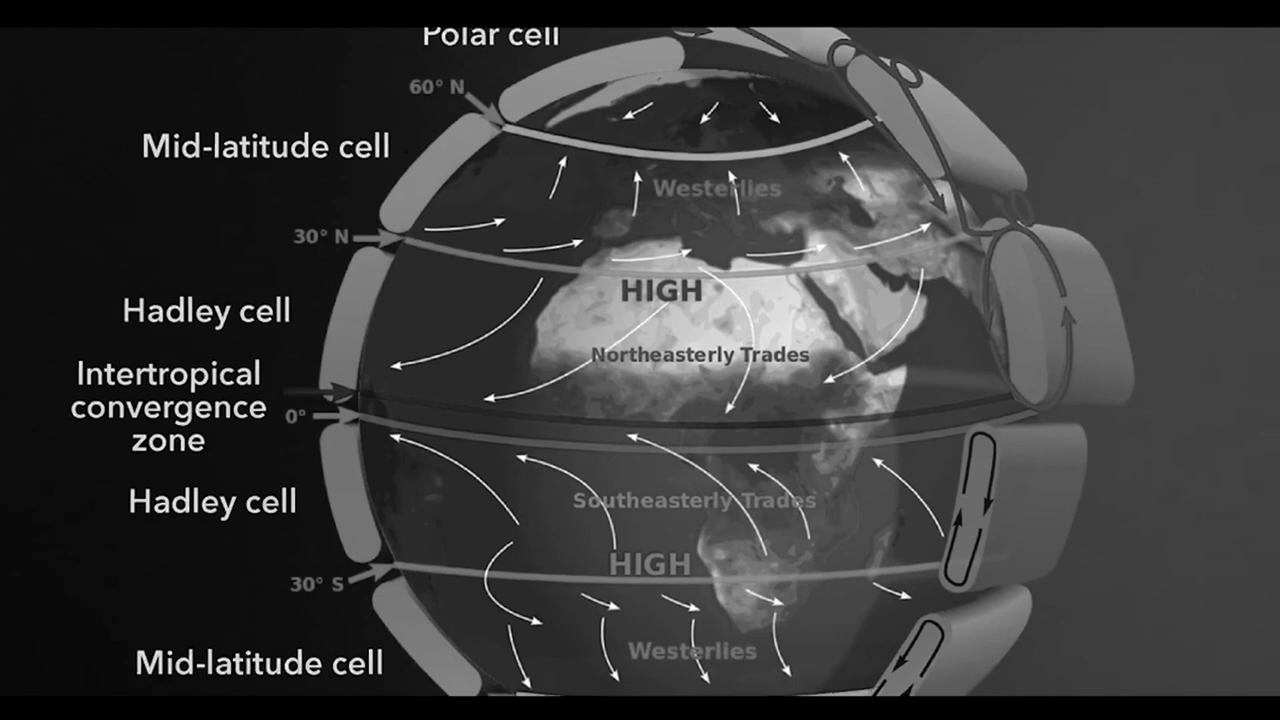 Polar cell
60° N
Mid-latitude cell
Westerlies
30° N
HIGH
Hadley cell
Northeasterly Trades
Intertropical
convergence
zone
0°
Hadley cell
Southeasterly Trades
HIGH
30° S
Westerlies
Mid-latitude cell